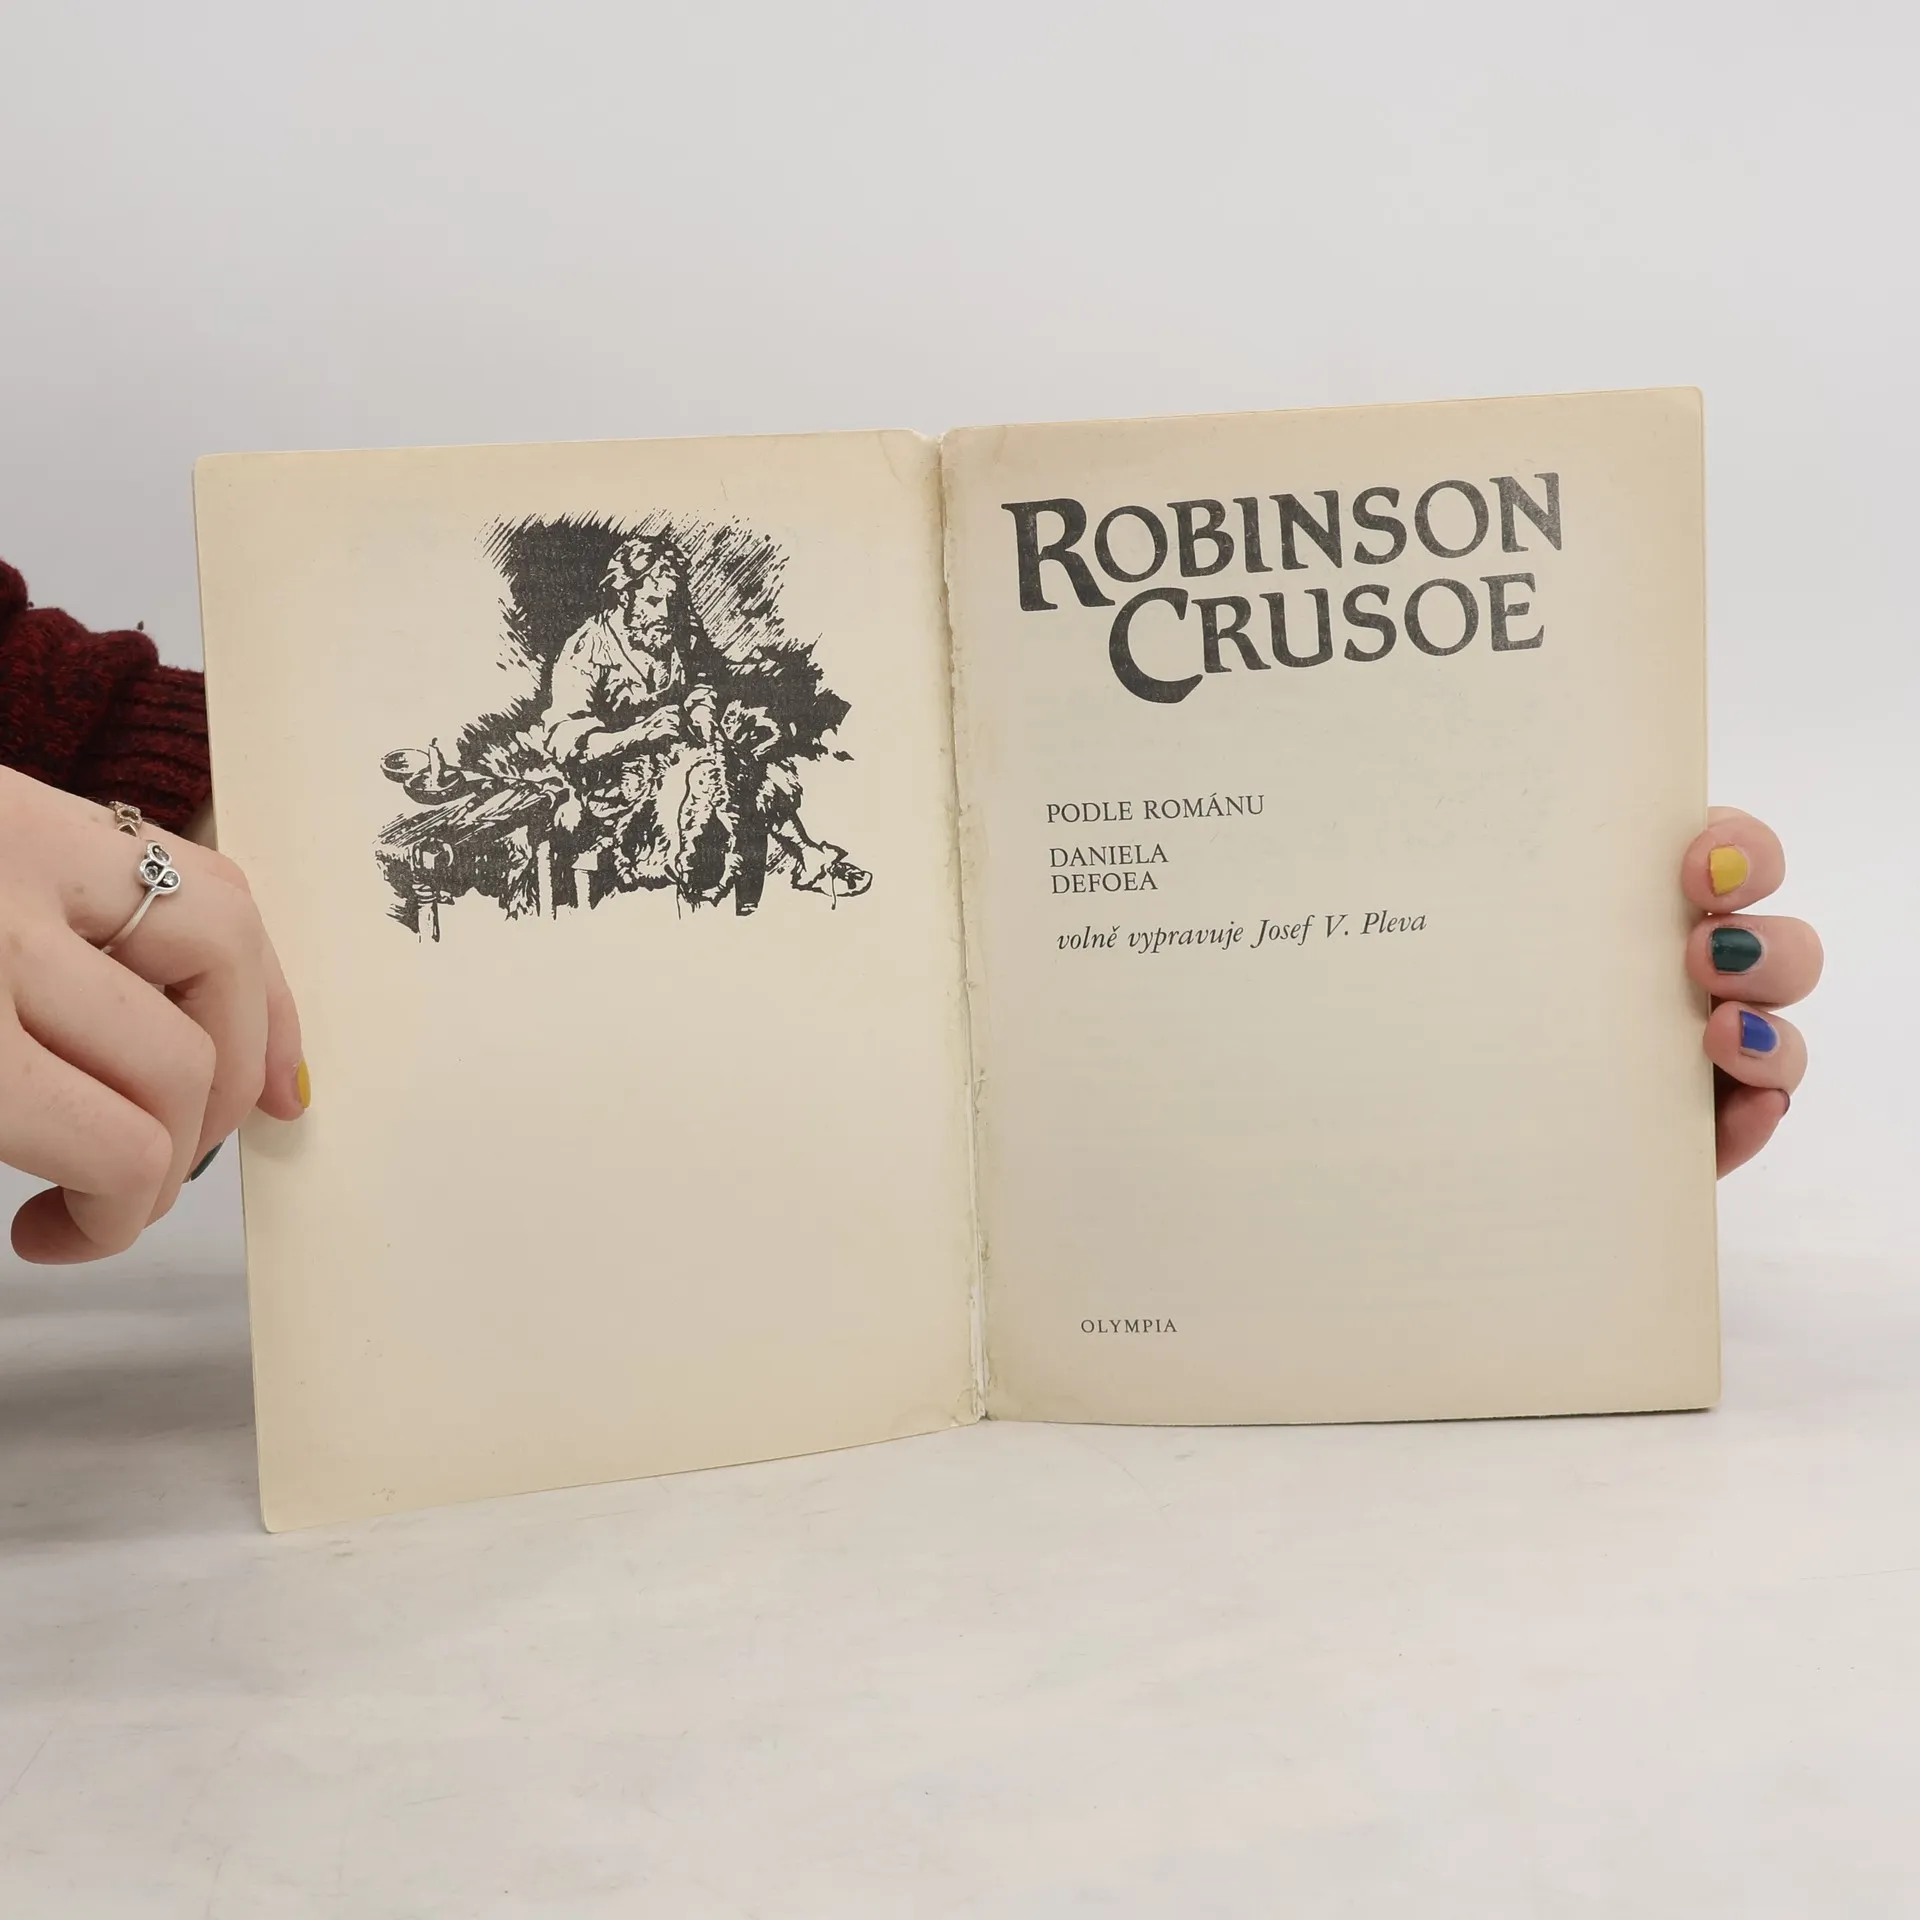 ROBINSON
CRUSOE
PODLE ROMÁNU
DANIELA
DEFOEA
volně vypravuje Josef V. Pleva
OLYMPIA